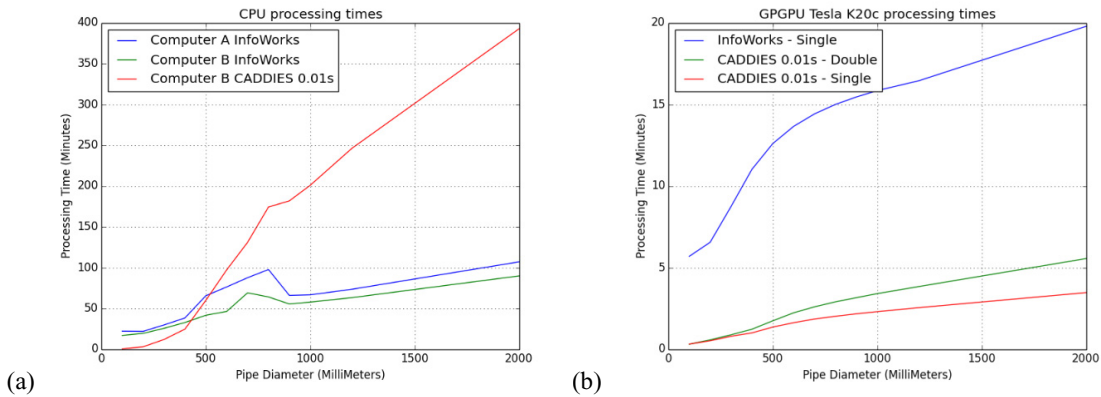 CPU processing times
Computer A InfoWorks
Computer B InfoWorks
Computer B CADDIES 0.01s
Processing Time (Minutes)
400
350
300
250
200
150
100
50
0
0 500 1000 1500 2000
Pipe Diameter (MilliMeters)
(a)
GPGPU Tesla K20c processing times
InfoWorks - Single
CADDIES 0.01s - Double
CADDIES 0.01s - Single
Processing Time (Minutes)
20
15
10
5
0
0 500 1000 1500 2000
Pipe Diameter (MilliMeters)
(b)